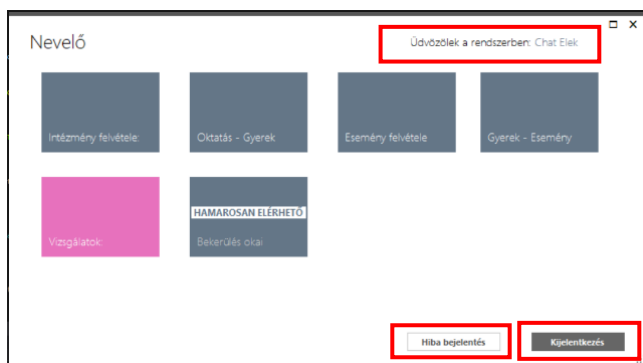 Nevelő
Üdvözölek a rendszerben: Chat Elek
Intézmény felvétele:
Oktatás - Gyerek
Esemény felvétele
Gyerek - Esemény
Vizsgálatok:
HAMAROSAN ELÉRHETŐ
Bekerülés okai
Hiba bejelentés
Kijelentkezés